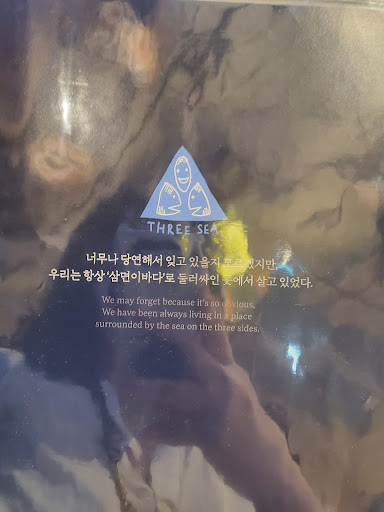 THREE SEA
너무나 당연해서 잊고 있을지 모르겠지만,
우리는 항상 '삼면이바다'로 둘러싸인 곳에서 살고 있었다.
We may forget because it's so obvious,
We have been always living in a place
surrounded by the sea on the three sides.